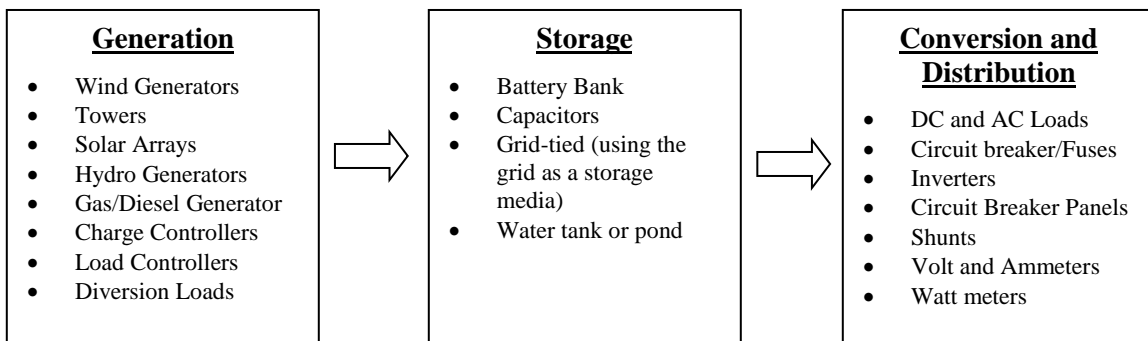 Generation
• Wind Generators
• Towers
• Solar Arrays
• Hydro Generators
• Gas/Diesel Generator
• Charge Controllers
• Load Controllers
• Diversion Loads
Storage
• Battery Bank
• Capacitors
• Grid-tied (using the
grid as a storage
media)
• Water tank or pond
Conversion and
Distribution
• DC and AC Loads
• Circuit breaker/Fuses
• Inverters
• Circuit Breaker Panels
• Shunts
• Volt and Ammeters
• Watt meters